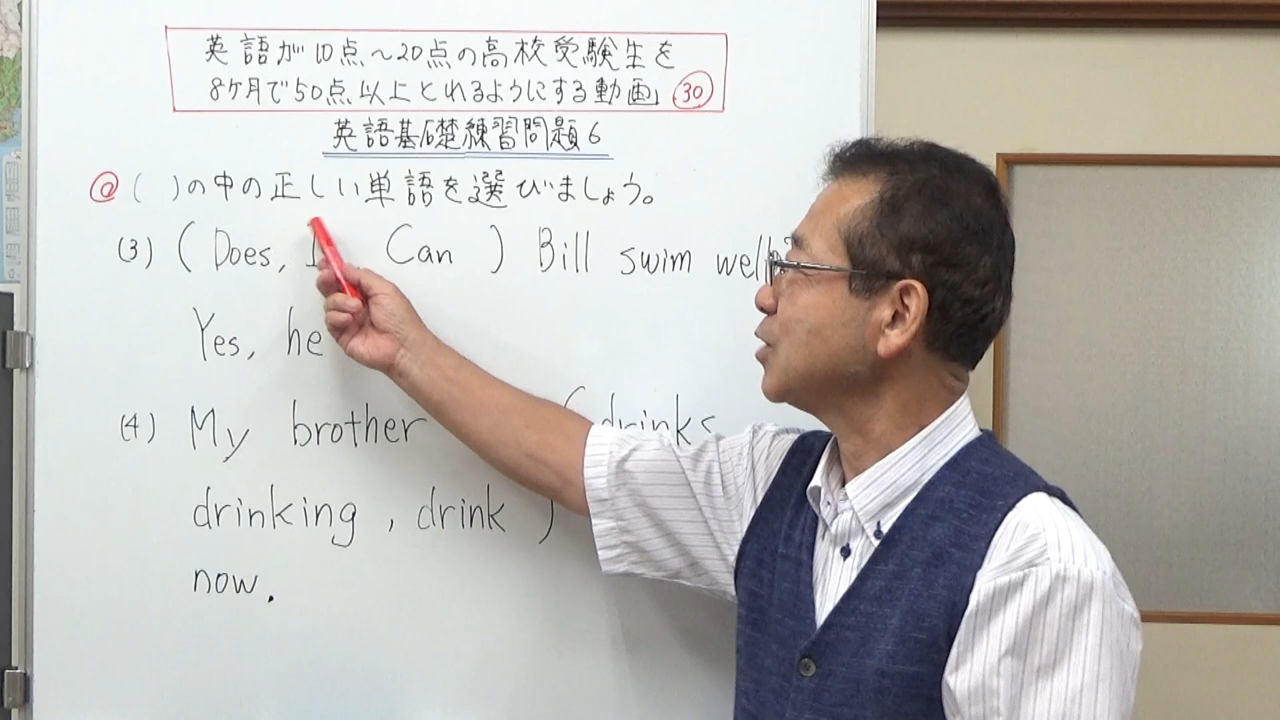 英語が10点~20点の高校受験生を
8ヶ月で50点以上とれるようにする動画」 30
英語基礎練習問題6
@ ( )の中の正しい単語を選びましょう。
(3) ( Does, Can ) Bill swim well?
Yes, he
(4) My brother ( drinks
drinking , drink )
now.